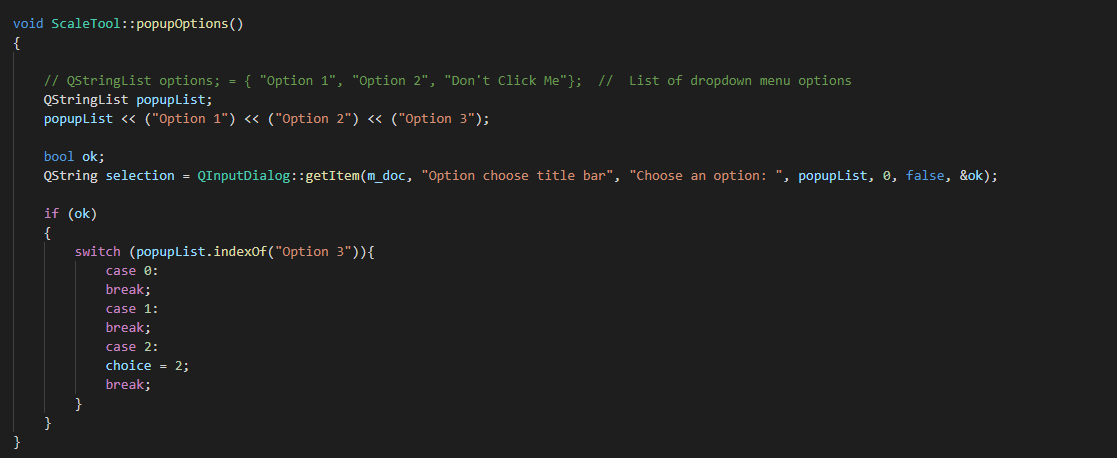 void ScaleTool::popupOptions()
{
// QStringList options; = { "Option 1", "Option 2", "Don't Click Me"};  //  List of dropdown menu options
QStringList popupList;
popupList << ("Option 1") << ("Option 2") << ("Option 3");
bool ok;
QString selection = QInputDialog::getItem(m_doc, "Option choose title bar", "Choose an option: ", popupList, 0, false, &ok);
if (ok)
{
switch (popupList.indexOf("Option 3")){
case 0:
break;
case 1:
break;
case 2:
choice = 2;
break;
}
}
}